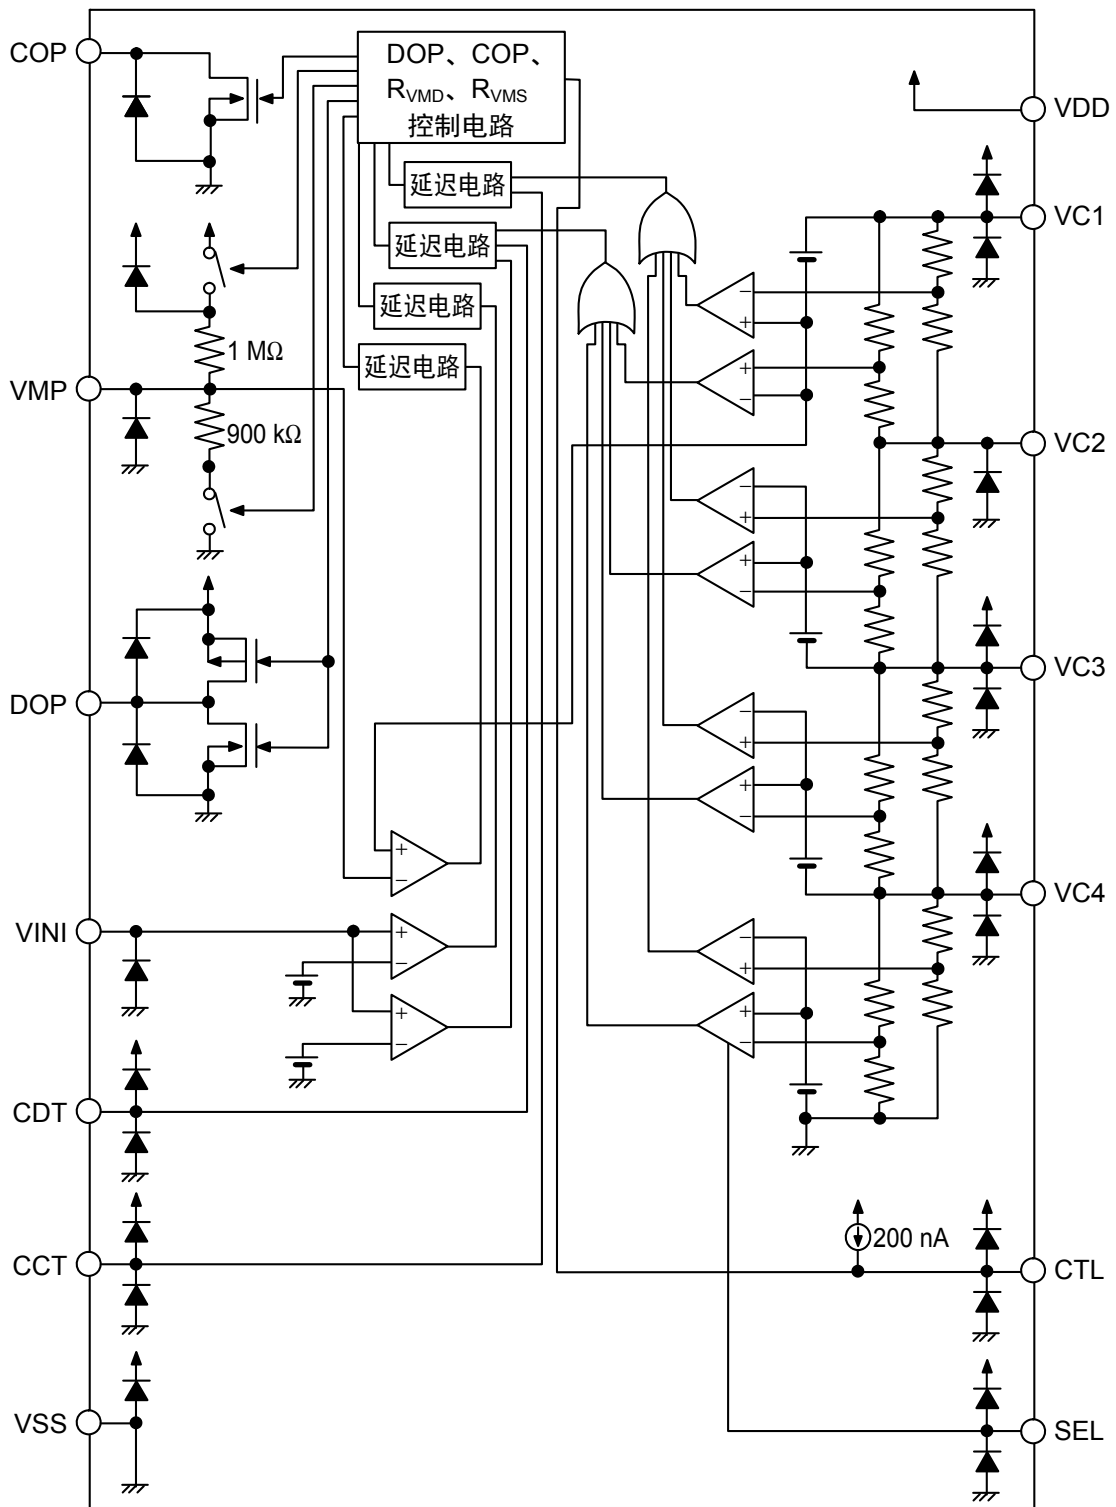 COP
DOP、COP、
RVMD、RVMS
控制电路
VDD
延迟电路
VC1
延迟电路
延迟电路
1 MΩ
延迟电路
VMP
900 kΩ
VC2
VC3
DOP
VC4
VINI
CDT
200 nA
CCT
CTL
VSS
SEL
−
+
+
−
−
+
+
−
−
+
+
−
+
−
+
−
−
+
+
−
+
−